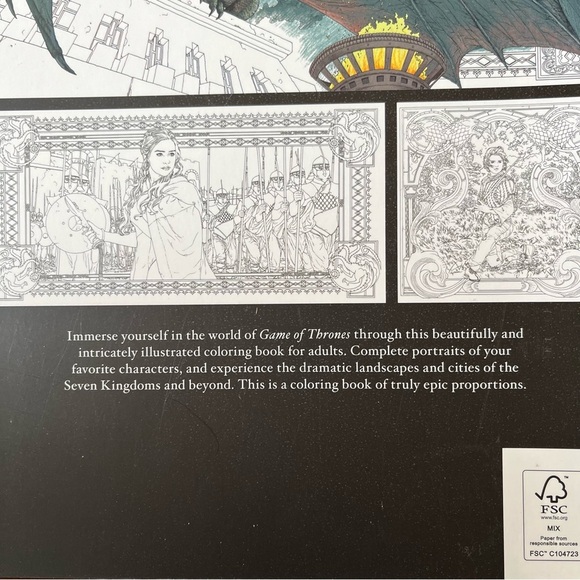 Immerse yourself in the world of Game of Thrones through this beautifully and
intricately illustrated coloring book for adults. Complete portraits of your
favorite characters, and experience the dramatic landscapes and cities of the
Seven Kingdoms and beyond. This is a coloring book of truly epic proportions.
FSC
www.fsc.org
MIX
Paper from
responsible sources
FSC™ C104723